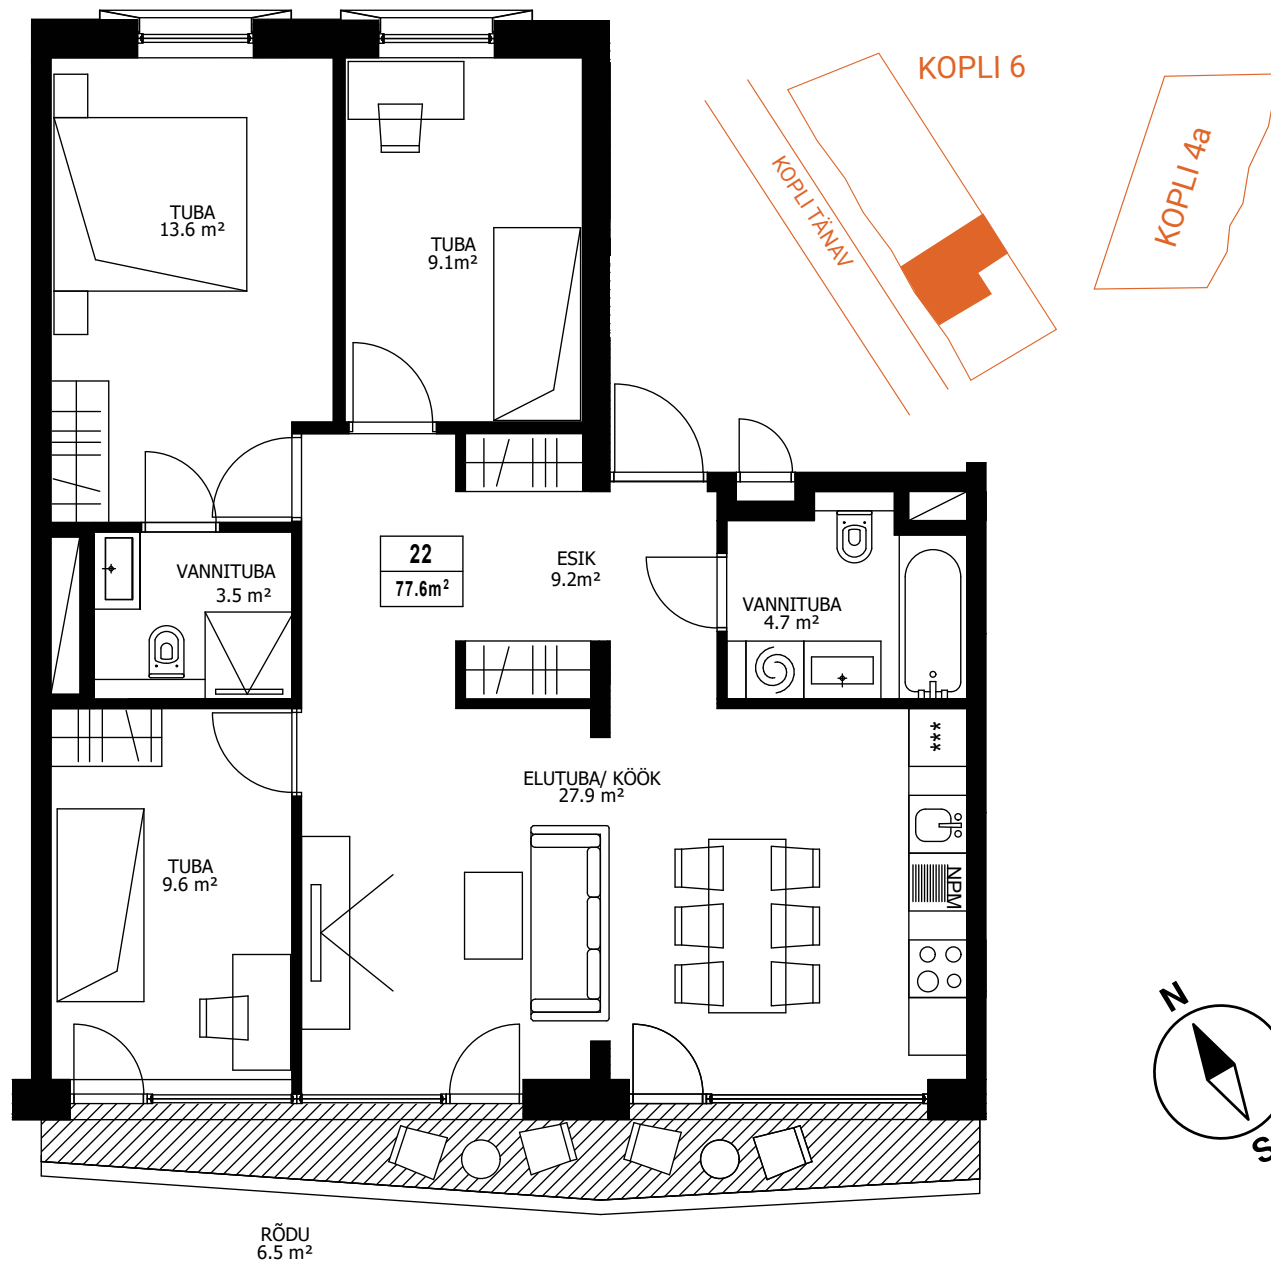 KOPLI 6
KOPLI 4a
KOPLI TÄNAV
TUBA
13.6 m²
TUBA
9.1m²
22
77.6m²
ESIK
9.2m²
VANNITUBA
3.5 m²
VANNITUBA
4.7 m²
***
ELUTUBA/ KÖÖK
27.9 m²
NPM
TUBA
9.6 m²
N
S
RÕDU
6.5 m²